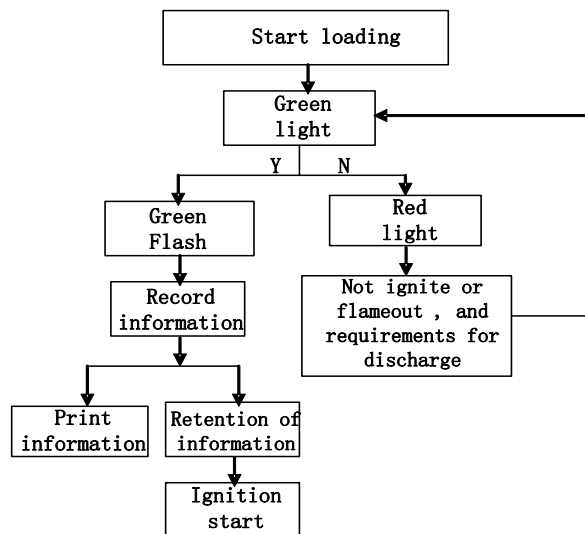 Start loading
Green
light
Y
N
Green
Flash
Red
light
Record
information
Not ignite or
flameout , and
requirements for
discharge
Print
information
Retention of
information
Ignition
start